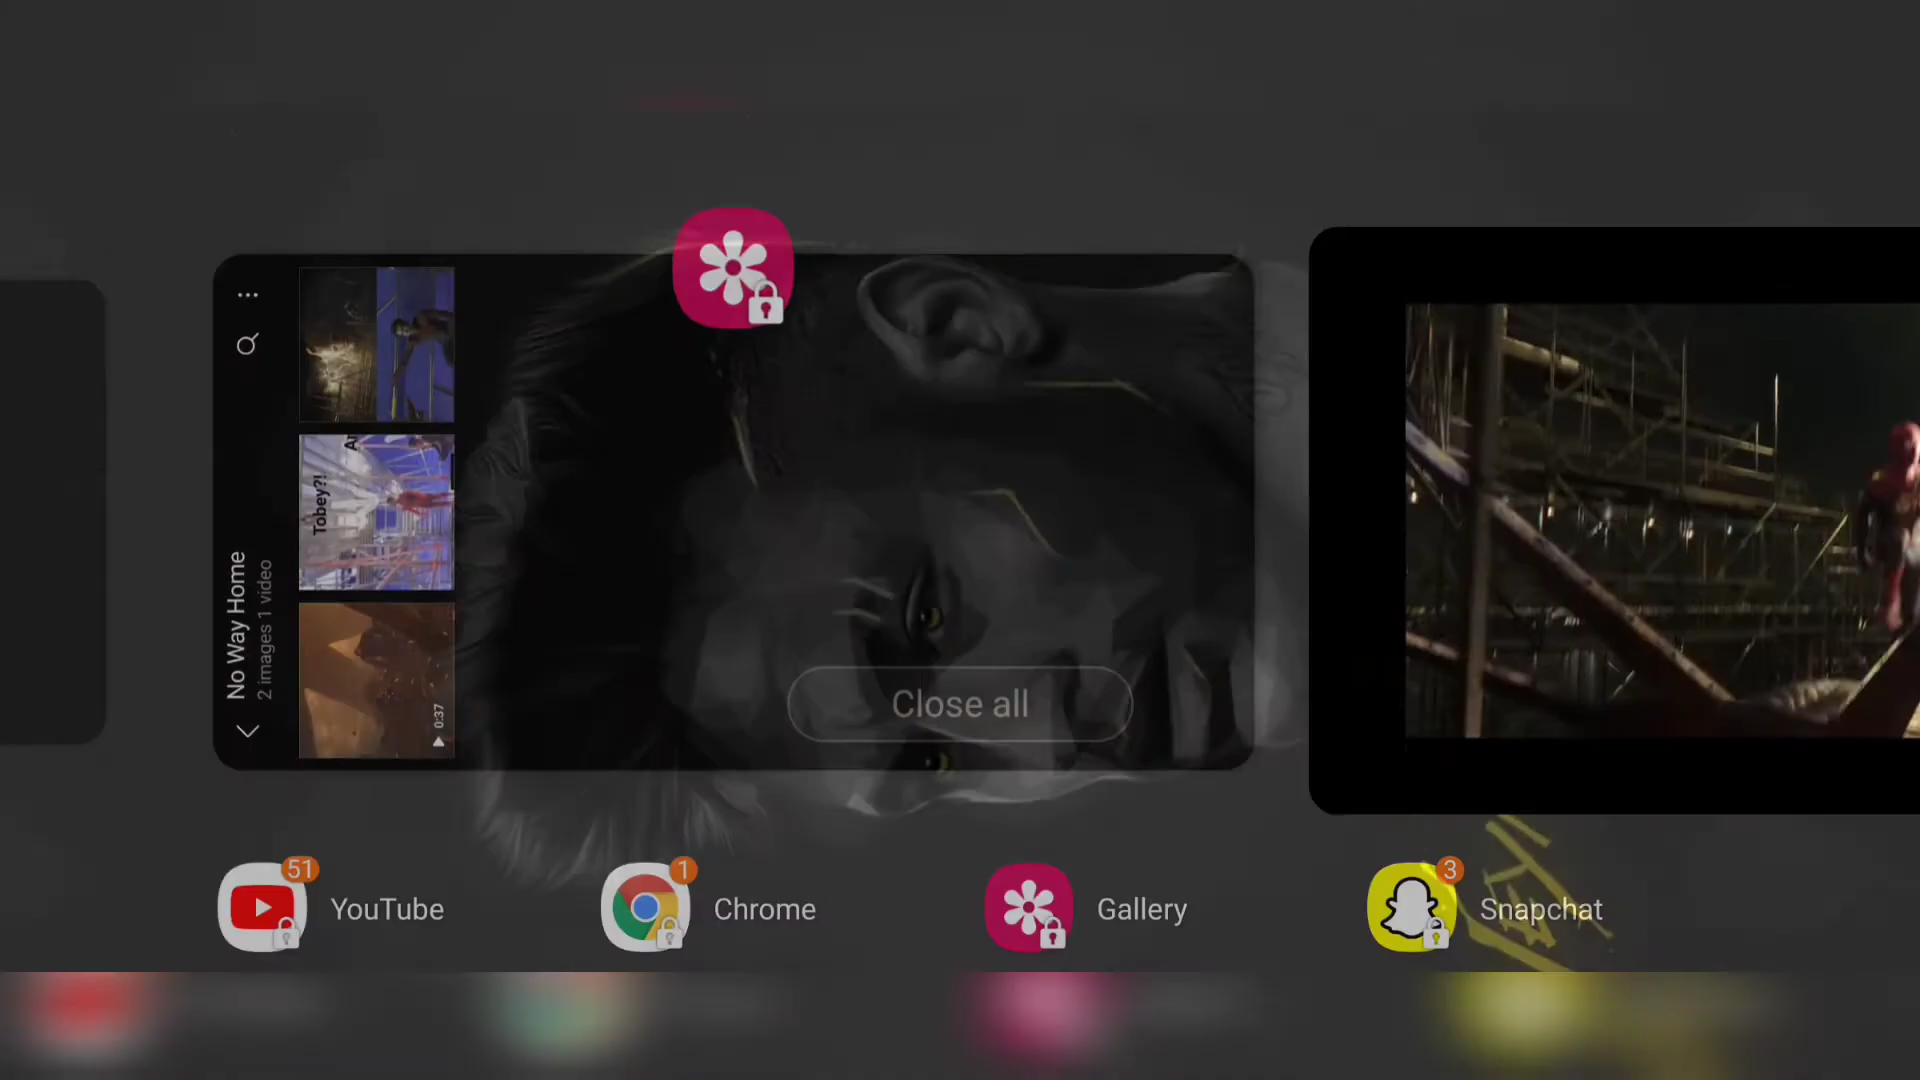 No Way Home
2 images 1 video
Tobey?!
0:37
Close all
51
YouTube
1
Chrome
Gallery
3
Snapchat